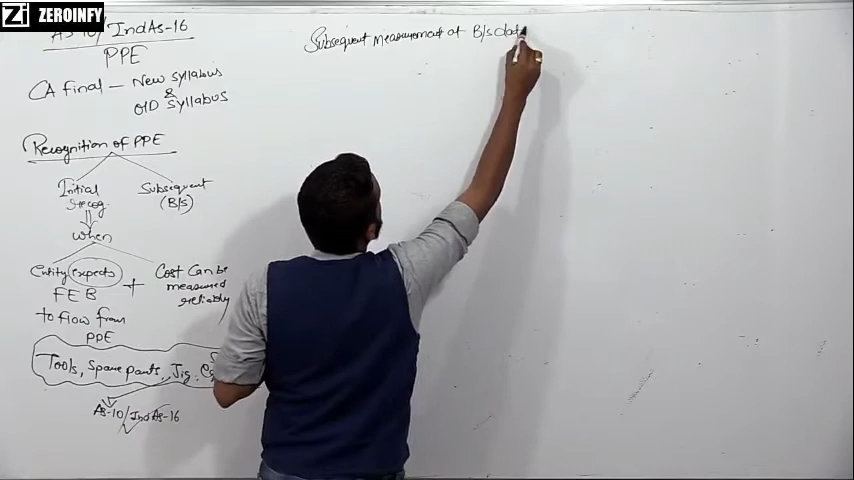 Zi ZEROINFY
AS-10/IndAS-16
PPE
CA final - New syllabus
&
OlD syllabus
Recognition of PPE
Initial
recog.
Subsequent
(B/s)
When
Entity expects
FEB
to flow from
PPE
+
Cost Can be
measured
reliably
Tools, Spare parts, Jig.
AS-10/IndAS-16
Subsequent Measurement at B/s date